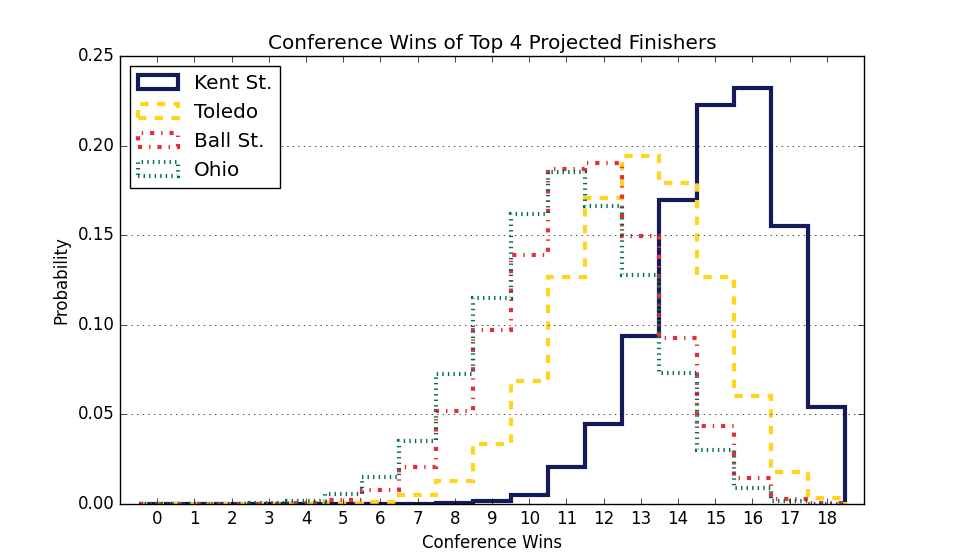 Conference Wins of Top 4 Projected Finishers
0.25
0.20
0.15
0.10
0.05
0.00
Probability
Kent St.
Toledo
Ball St.
Ohio
0 1 2 3 4 5 6 7 8 9 10 11 12 13 14 15 16 17 18
Conference Wins